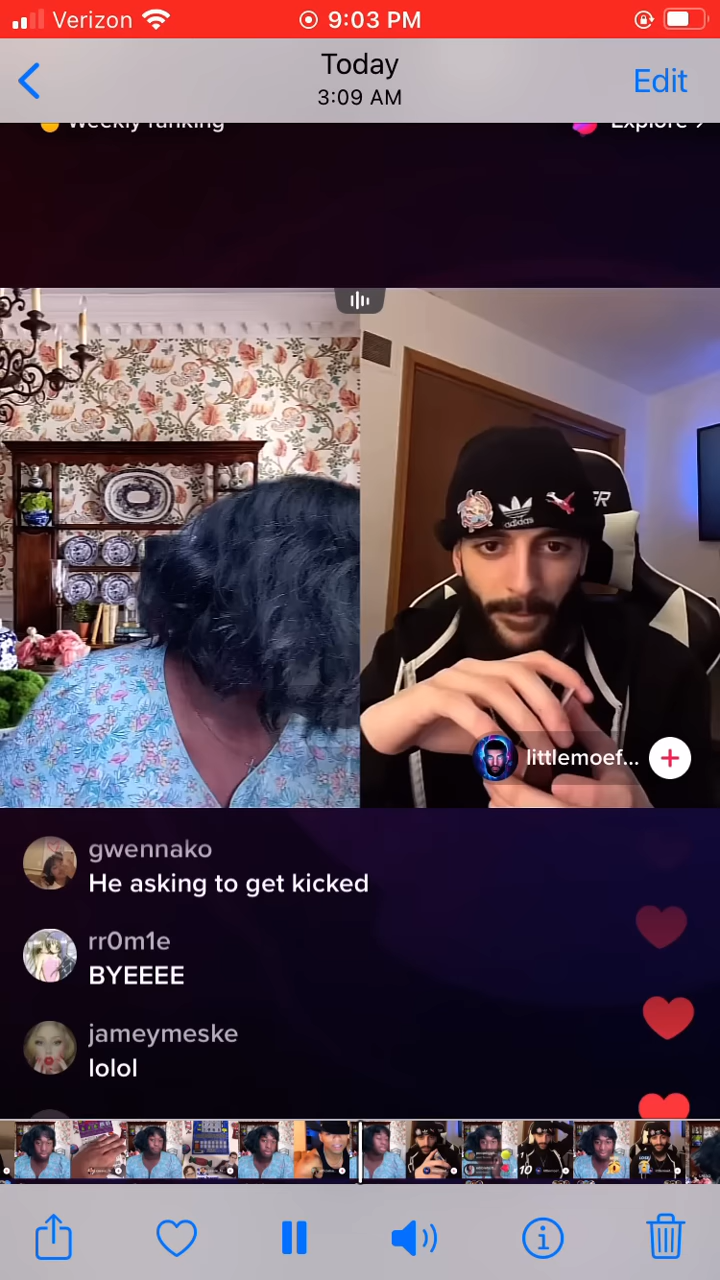 Verizon 9:03 PM
Today
3:09 AM
Edit
Weekly ranking
Explore >
adidas
R
littlemoef...
gwennako
He asking to get kicked
rr0m1e
BYEEEE
jameymeske
lolol
10